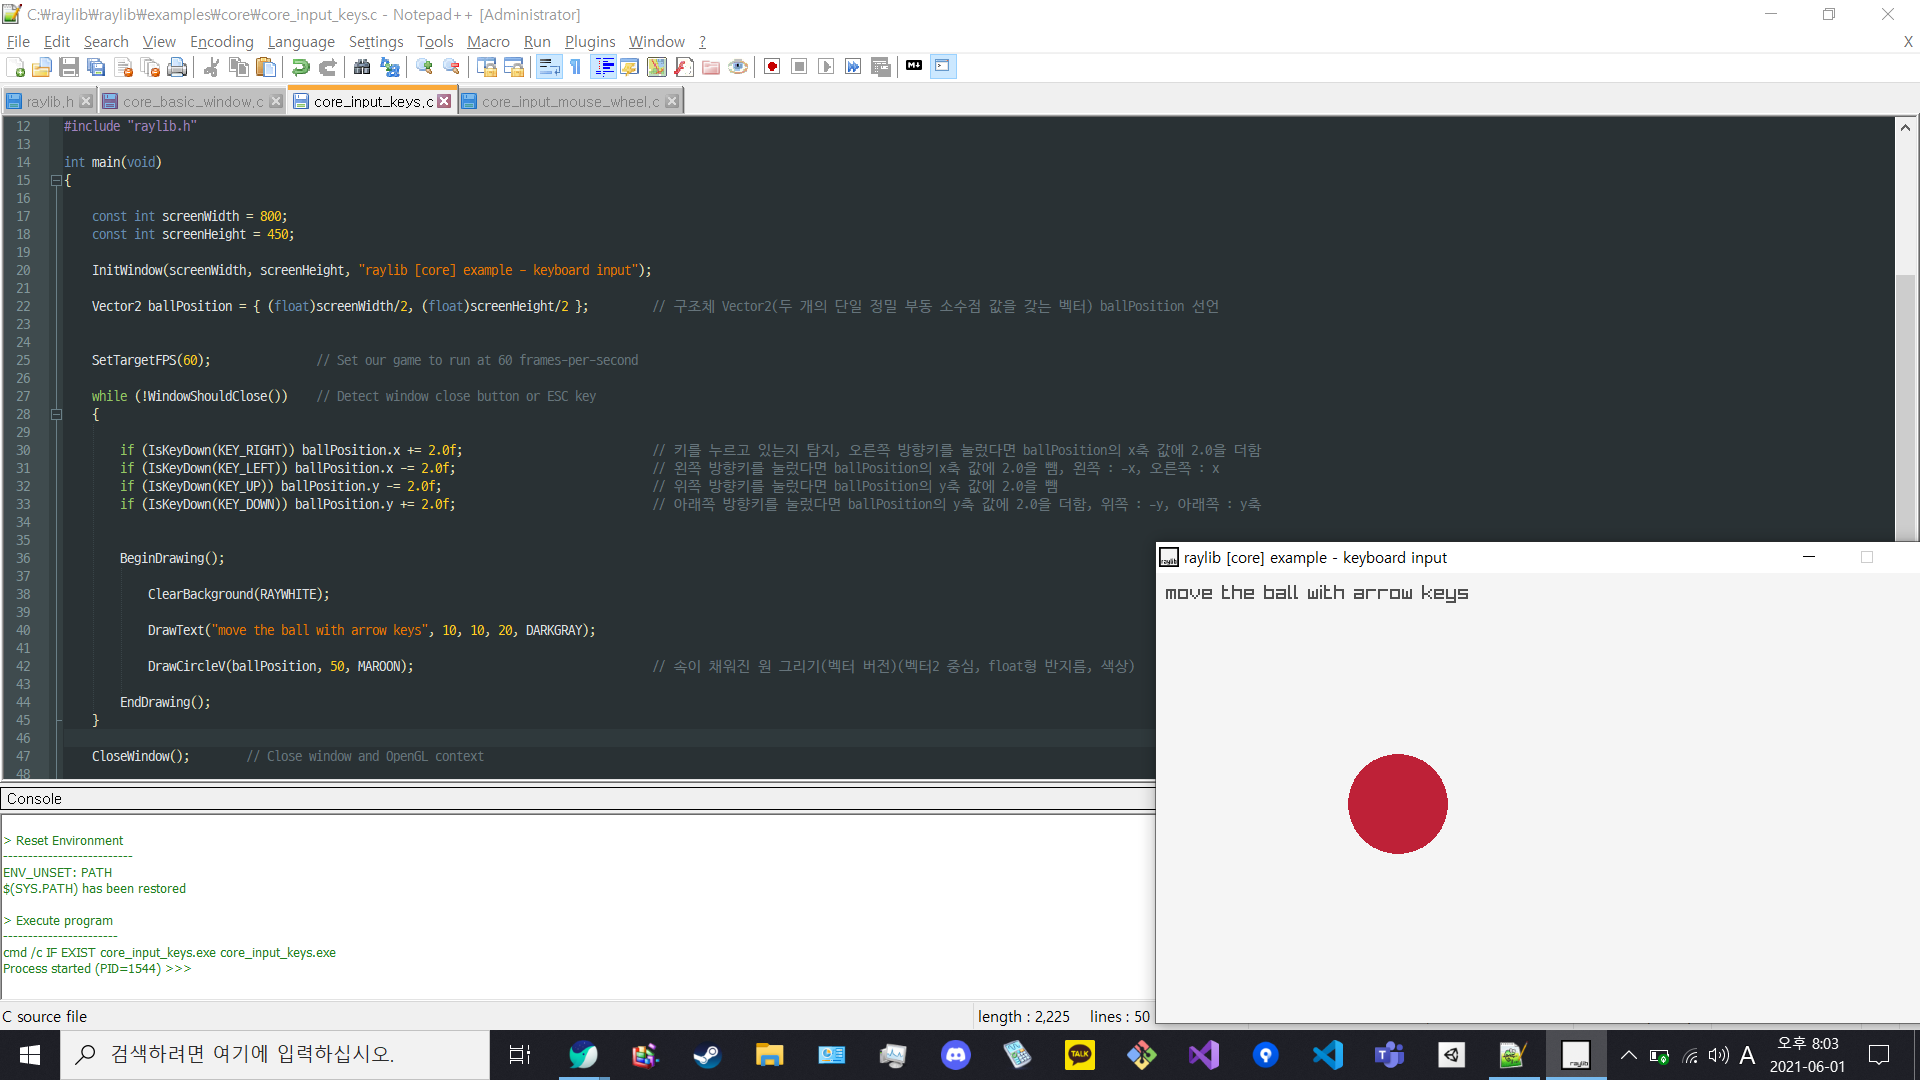 C:₩raylib₩raylib₩examples₩core₩core_input_keys.c - Notepad++ [Administrator]
File Edit Search View Encoding Language Settings Tools Macro Run Plugins Window ?
X
raylib.h core_basic_window.c core_input_keys.c core_input_mouse_wheel.c
12 #include "raylib.h"
13
14 int main(void)
15 {
16
17 const int screenWidth = 800;
18 const int screenHeight = 450;
19
20 InitWindow(screenWidth, screenHeight, "raylib [core] example - keyboard input");
21
22 Vector2 ballPosition = { (float)screenWidth/2, (float)screenHeight/2 }; // 구조체 Vector2(두 개의 단일 정밀 부동 소수점 값을 갖는 벡터) ballPosition 선언
23
24
25 SetTargetFPS(60); // Set our game to run at 60 frames-per-second
26
27 while (!WindowShouldClose()) // Detect window close button or ESC key
28 {
29
30 if (IsKeyDown(KEY_RIGHT)) ballPosition.x += 2.0f; // 키를 누르고 있는지 탐지, 오른쪽 방향키를 눌렀다면 ballPosition의 x축 값에 2.0을 더함
31 if (IsKeyDown(KEY_LEFT)) ballPosition.x -= 2.0f; // 왼쪽 방향키를 눌렀다면 ballPosition의 x축 값에 2.0을 뺌, 왼쪽 : -x, 오른쪽 : x
32 if (IsKeyDown(KEY_UP)) ballPosition.y -= 2.0f; // 위쪽 방향키를 눌렀다면 ballPosition의 y축 값에 2.0을 뺌
33 if (IsKeyDown(KEY_DOWN)) ballPosition.y += 2.0f; // 아래쪽 방향키를 눌렀다면 ballPosition의 y축 값에 2.0을 더함, 위쪽 : -y, 아래쪽 : y축
34
35
36 BeginDrawing();
37
38 ClearBackground(RAYWHITE);
39
40 DrawText("move the ball with arrow keys", 10, 10, 20, DARKGRAY);
41
42 DrawCircleV(ballPosition, 50, MAROON); // 속이 채워진 원 그리기(벡터 버전)(벡터2 중심, float형 반지름, 색상)
43
44 EndDrawing();
45 }
46
47 CloseWindow(); // Close window and OpenGL context
48
raylib [core] example - keyboard input
move the ball with arrow keys
Console
> Reset Environment
--------------------------
ENV_UNSET: PATH
$(SYS.PATH) has been restored
> Execute program
-----------------------
cmd /c IF EXIST core_input_keys.exe core_input_keys.exe
Process started (PID=1544) >>>
C source file
length : 2,225 lines : 50
검색하려면 여기에 입력하십시오.
TALK
raylib
A
오후 8:03
2021-06-01